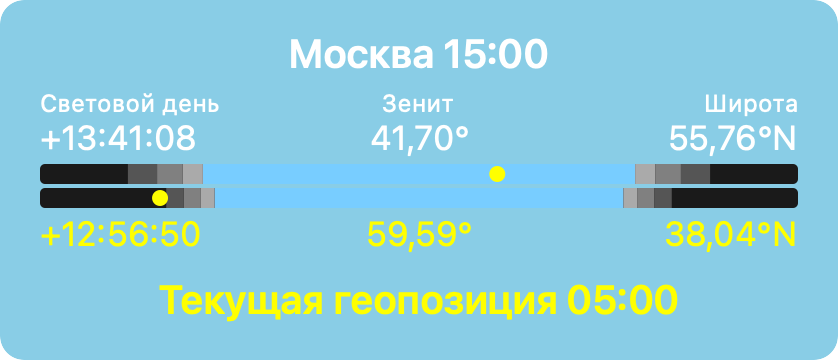 Москва 15:00
Световой день Зенит Широта
+13:41:08 41,70° 55,76°N
+12:56:50 59,59° 38,04°N
Текущая геопозиция 05:00